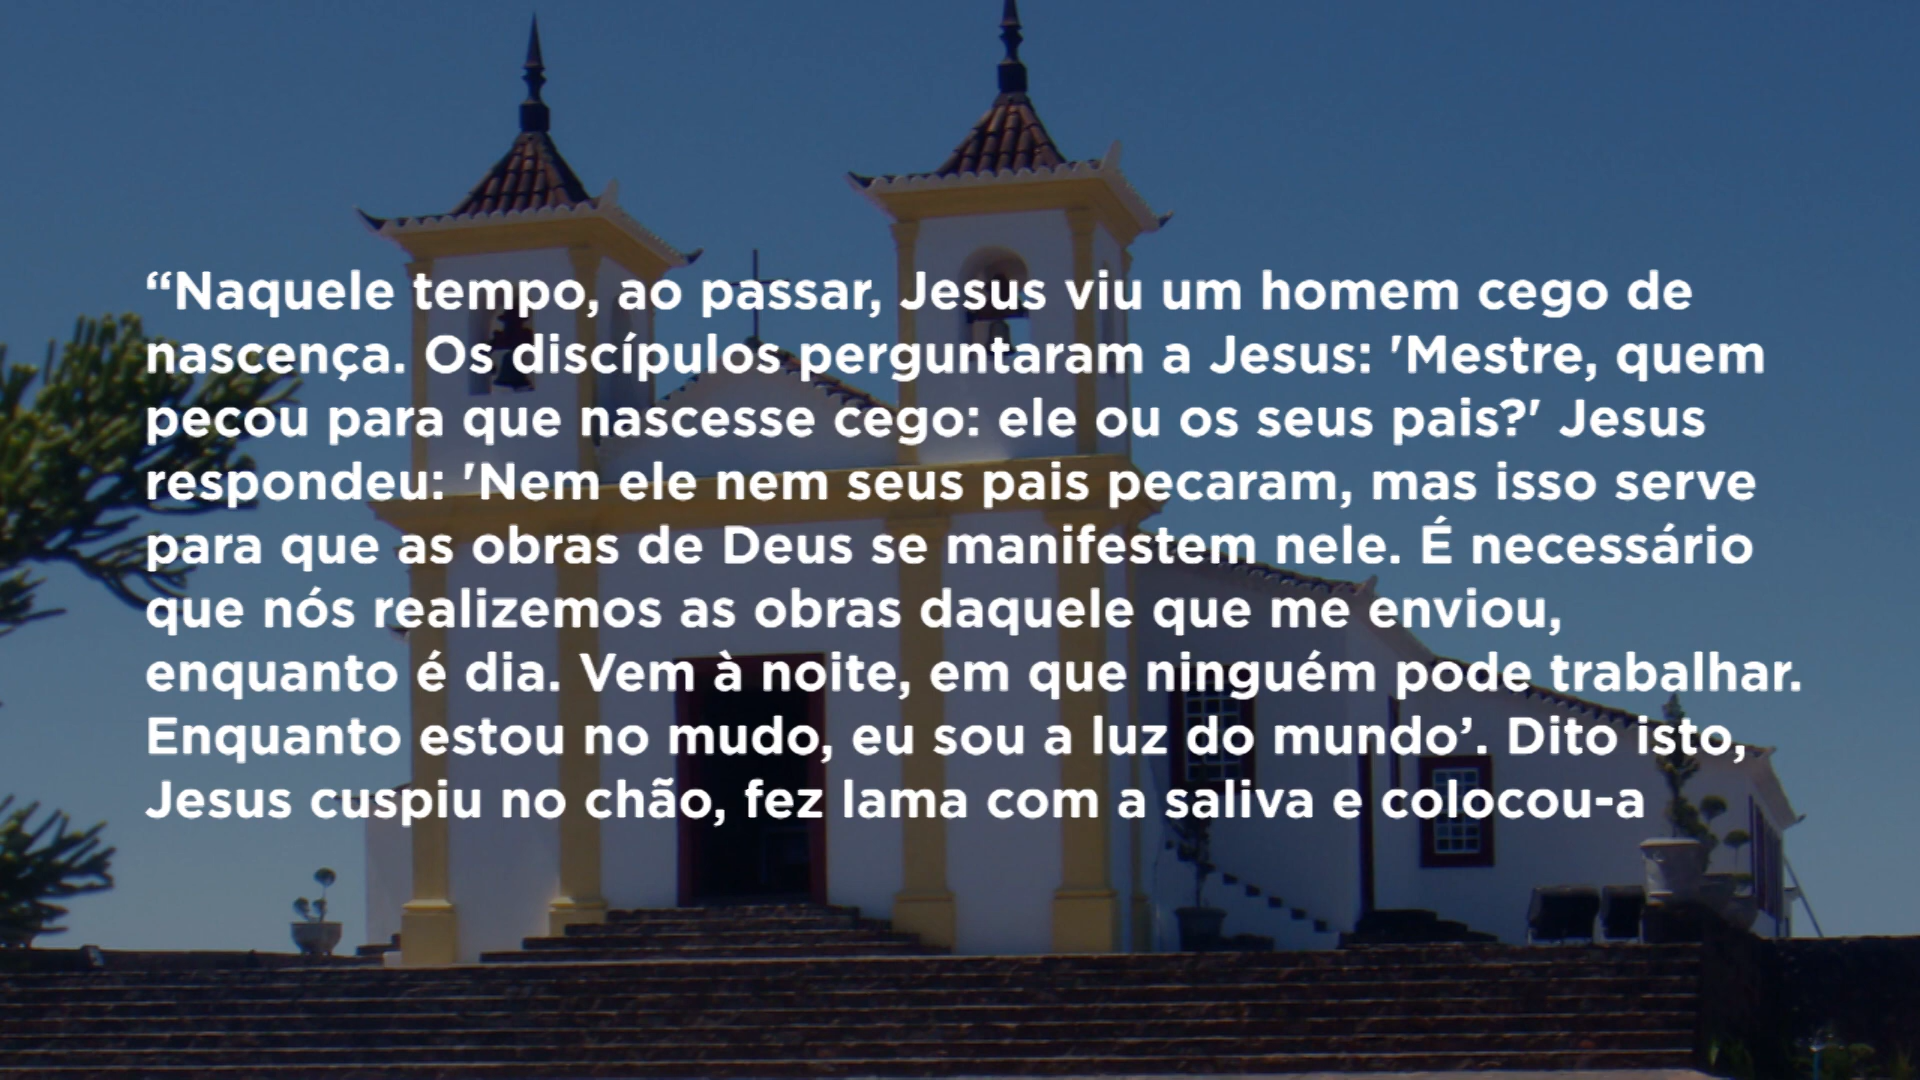 “Naquele tempo, ao passar, Jesus viu um homem cego de
nascença. Os discípulos perguntaram a Jesus: 'Mestre, quem
pecou para que nascesse cego: ele ou os seus pais?' Jesus
respondeu: 'Nem ele nem seus pais pecaram, mas isso serve
para que as obras de Deus se manifestem nele. É necessário
que nós realizemos as obras daquele que me enviou,
enquanto é dia. Vem à noite, em que ninguém pode trabalhar.
Enquanto estou no mudo, eu sou a luz do mundo’. Dito isto,
Jesus cuspiu no chão, fez lama com a saliva e colocou-a